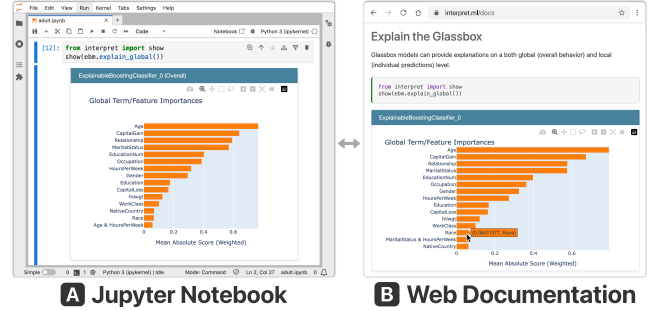 File Edit View Run Kernel Tabs Settings Help
adult.ipynb
Code
Notebook
Python 3 (ipykernel)
[12]: from interpret import show
show(ebm.explain_global())
ExplainableBoostingClassifier_0 (Overall)
Global Term/Feature Importances
Age
CapitalGain
Relationship
MaritalStatus
EducationNum
Occupation
HoursPerWeek
Gender
Education
CapitalLoss
fnlwgt
WorkClass
NativeCountry
Race
Age & HoursPerWeek
0 0.2 0.4 0.6
Mean Absolute Score (Weighted)
Simple 0 1 Python 3 (ipykernel) | Idle Mode: Command Ln 2, Col 27 adult.ipynb 0
A Jupyter Notebook
interpret.ml/docs
Explain the Glassbox
Glassbox models can provide explanations on a both global (overall behavior) and local
(individual predictions) level.
from interpret import show
show(ebm.explain_global())
ExplainableBoostingClassifier_0
Global Term/Feature Importances
Age
CapitalGain
Relationship
MaritalStatus
EducationNum
Occupation
Gender
HoursPerWeek
Education
CapitalLoss
fnlwgt
WorkClass
Race
MaritalStatus & HoursPerWeek
NativeCountry
0 0.2 0.4 0.6
Mean Absolute Score (Weighted)
B Web Documentation